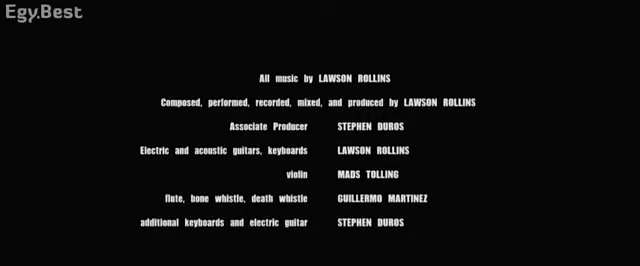 Egy.Best
All music by LAWSON ROLLINS
Composed, performed, recorded, mixed, and produced by LAWSON ROLLINS
Associate Producer STEPHEN DUROS
Electric and acoustic guitars, keyboards LAWSON ROLLINS
violin MADS TOLLING
flute, bone whistle, death whistle GUILLERMO MARTINEZ
additional keyboards and electric guitar STEPHEN DUROS